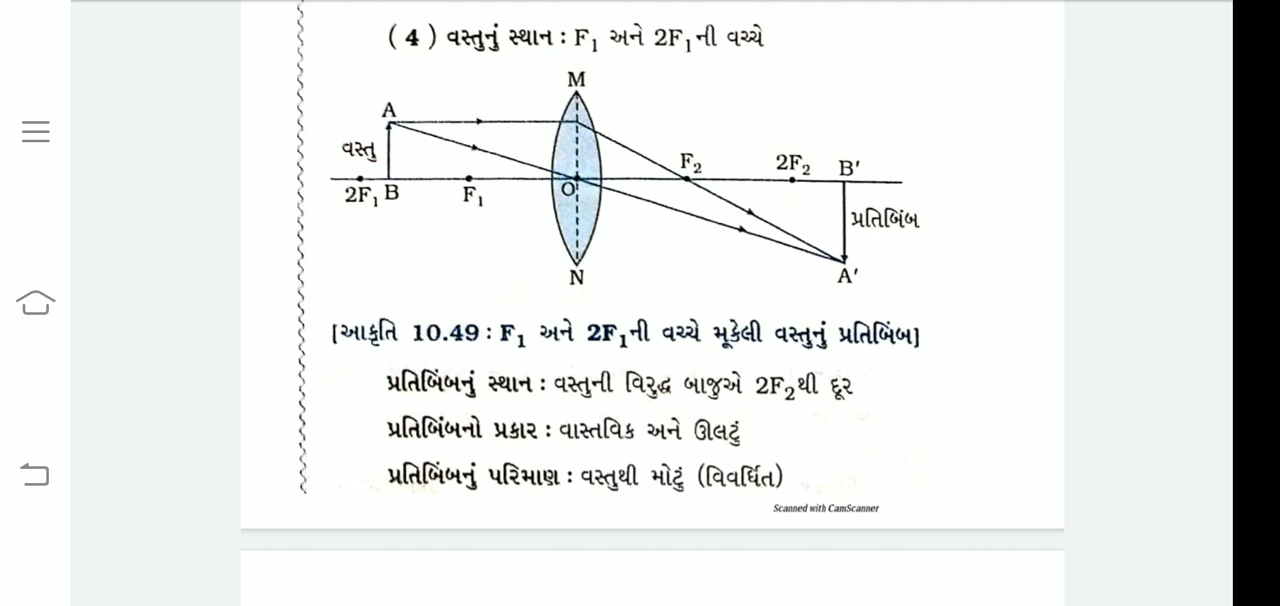 ( 4 ) વસ્તુનું સ્થાન : F₁ અને 2F₁ની વચ્ચે
M
A
વસ્તુ
F₂
2F₂
B′
2F₁
B
F₁
O
પ્રતિબિંબ
N
A′
[આકૃતિ 10.49 : F₁ અને 2F₁ની વચ્ચે મૂકેલી વસ્તુનું પ્રતિબિંબ]
પ્રતિબિંબનું સ્થાન : વસ્તુની વિરુદ્ધ બાજુએ 2F₂થી દૂર
પ્રતિબિંબનો પ્રકાર : વાસ્તવિક અને ઊલટું
પ્રતિબિંબનું પરિમાણ : વસ્તુથી મોટું (વિવર્ધિત)
Scanned with CamScanner